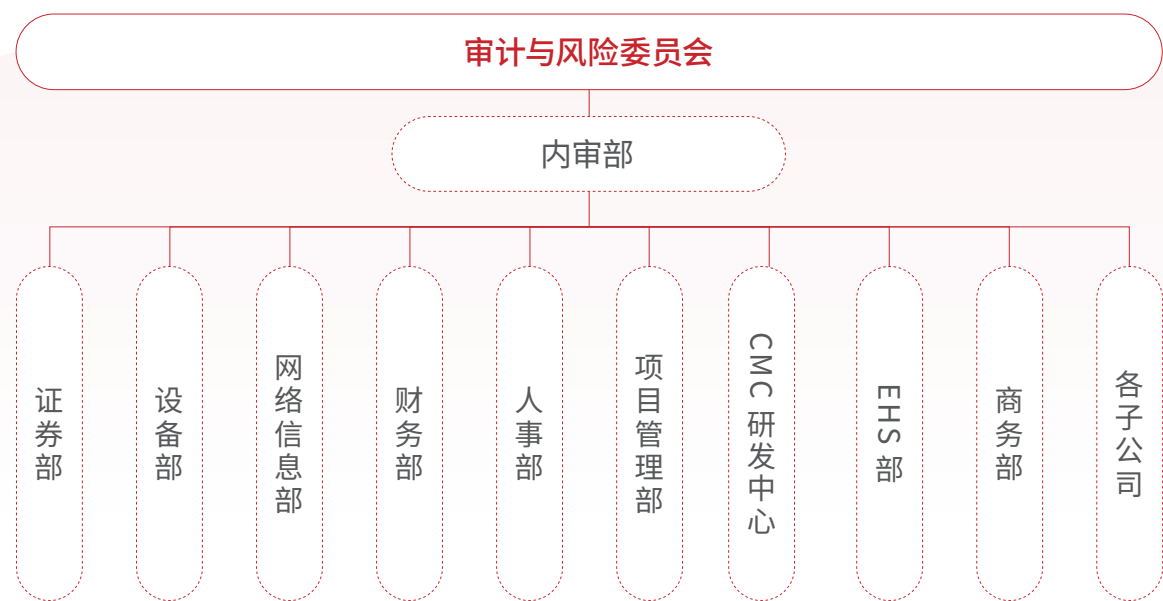 审计与风险委员会
内审部
证券部
设备部
网络信息部
财务部
人事部
项目管理部
CMC 研发中心
EHS 部
商务部
各子公司